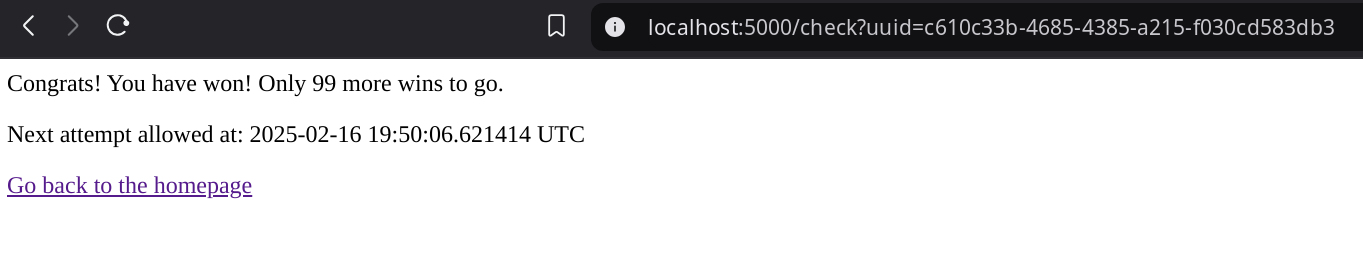 localhost:5000/check?uuid=c610c33b-4685-4385-a215-f030cd583db3
Congrats! You have won! Only 99 more wins to go.
Next attempt allowed at: 2025-02-16 19:50:06.621414 UTC
Go back to the homepage